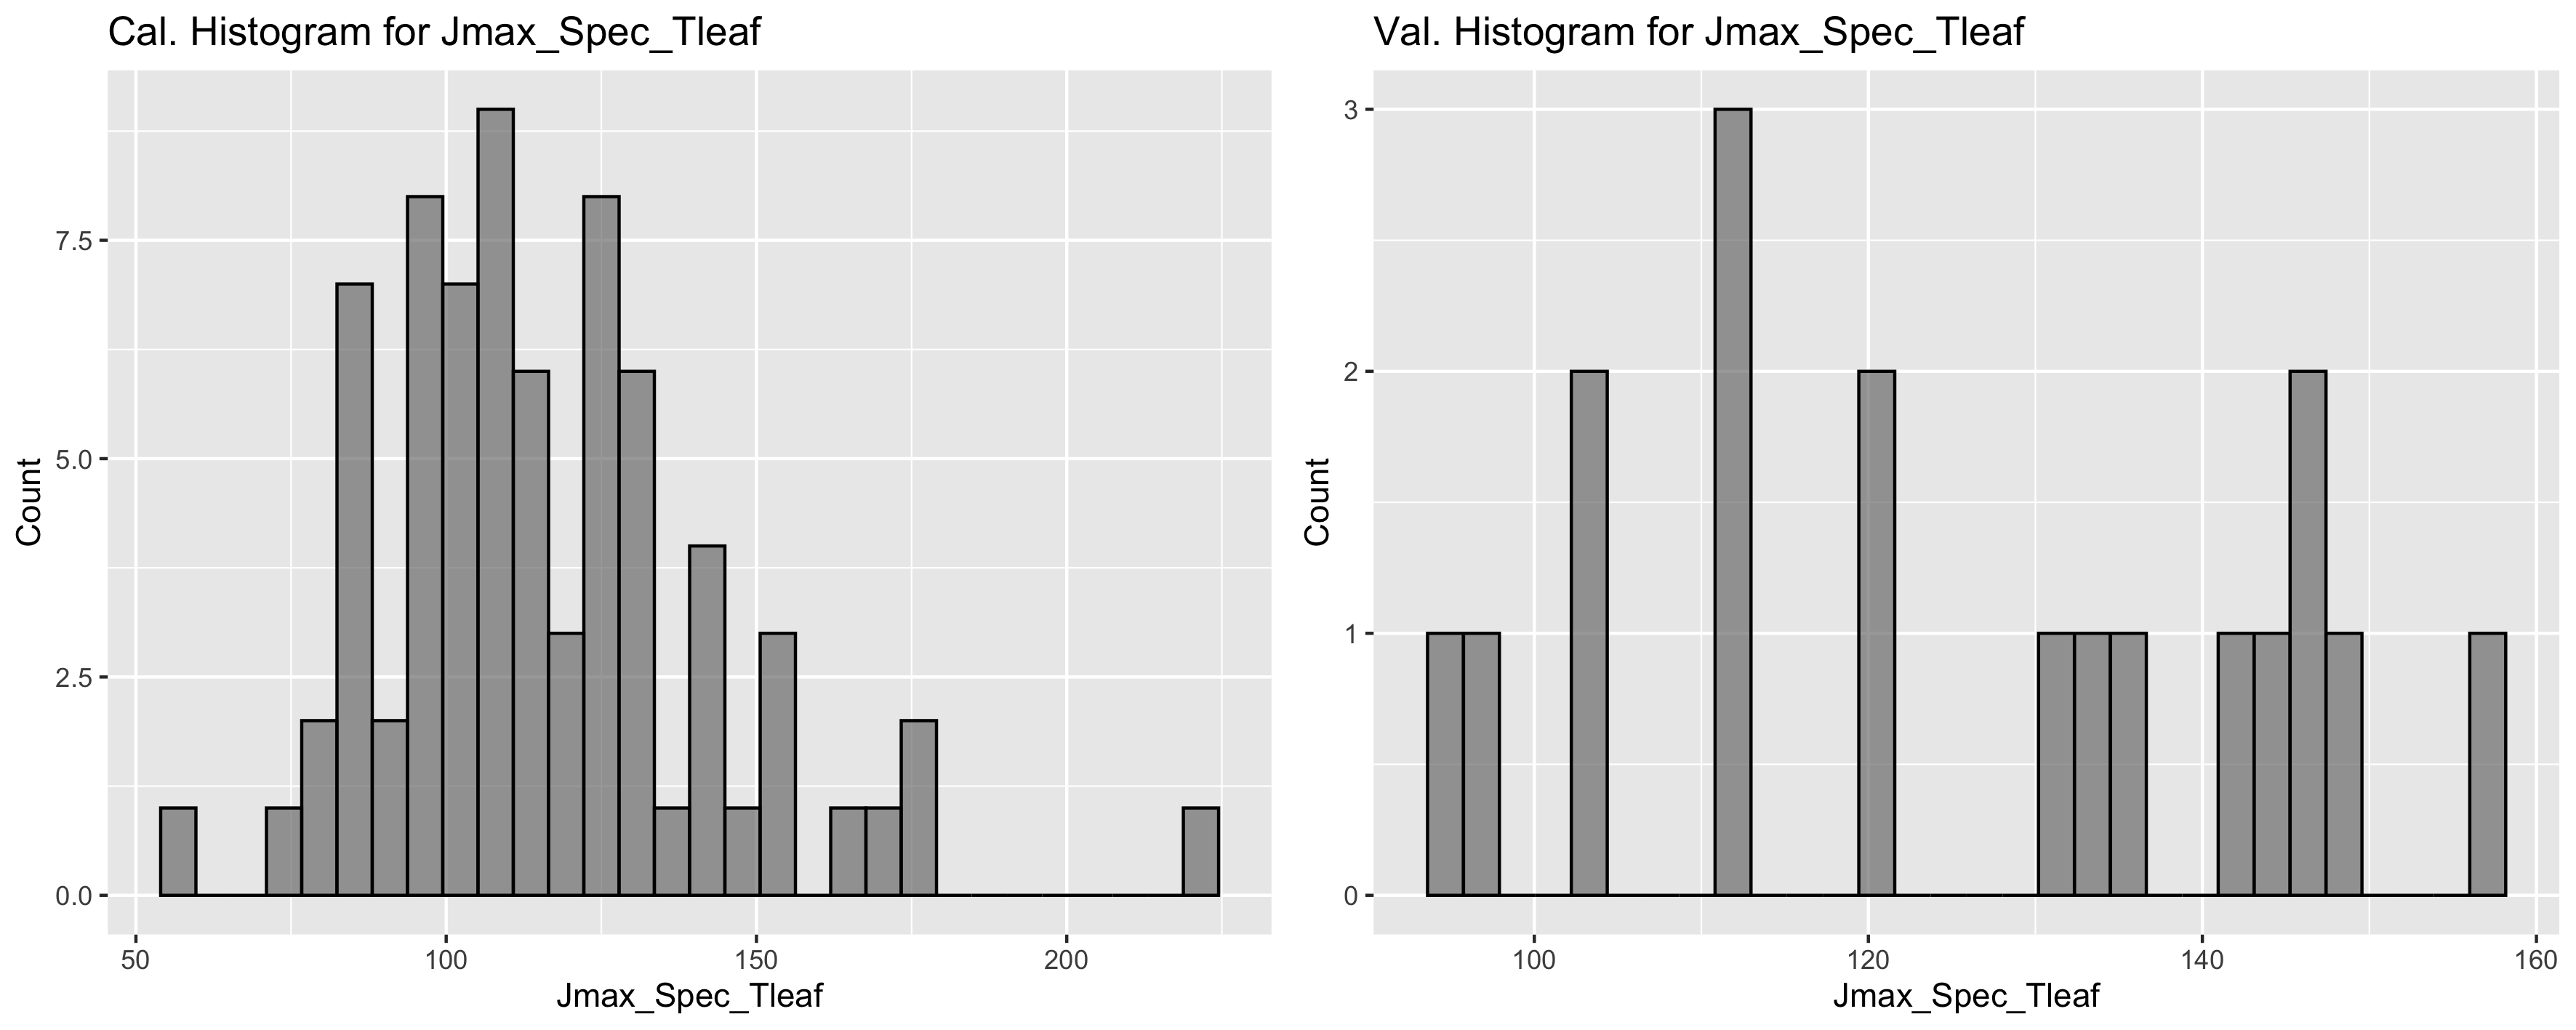 Cal. Histogram for Jmax_Spec_Tleaf
Count
7.5
5.0
2.5
0.0
50 100 150 200
Jmax_Spec_Tleaf
Val. Histogram for Jmax_Spec_Tleaf
Count
3
2
1
0
100 120 140 160
Jmax_Spec_Tleaf